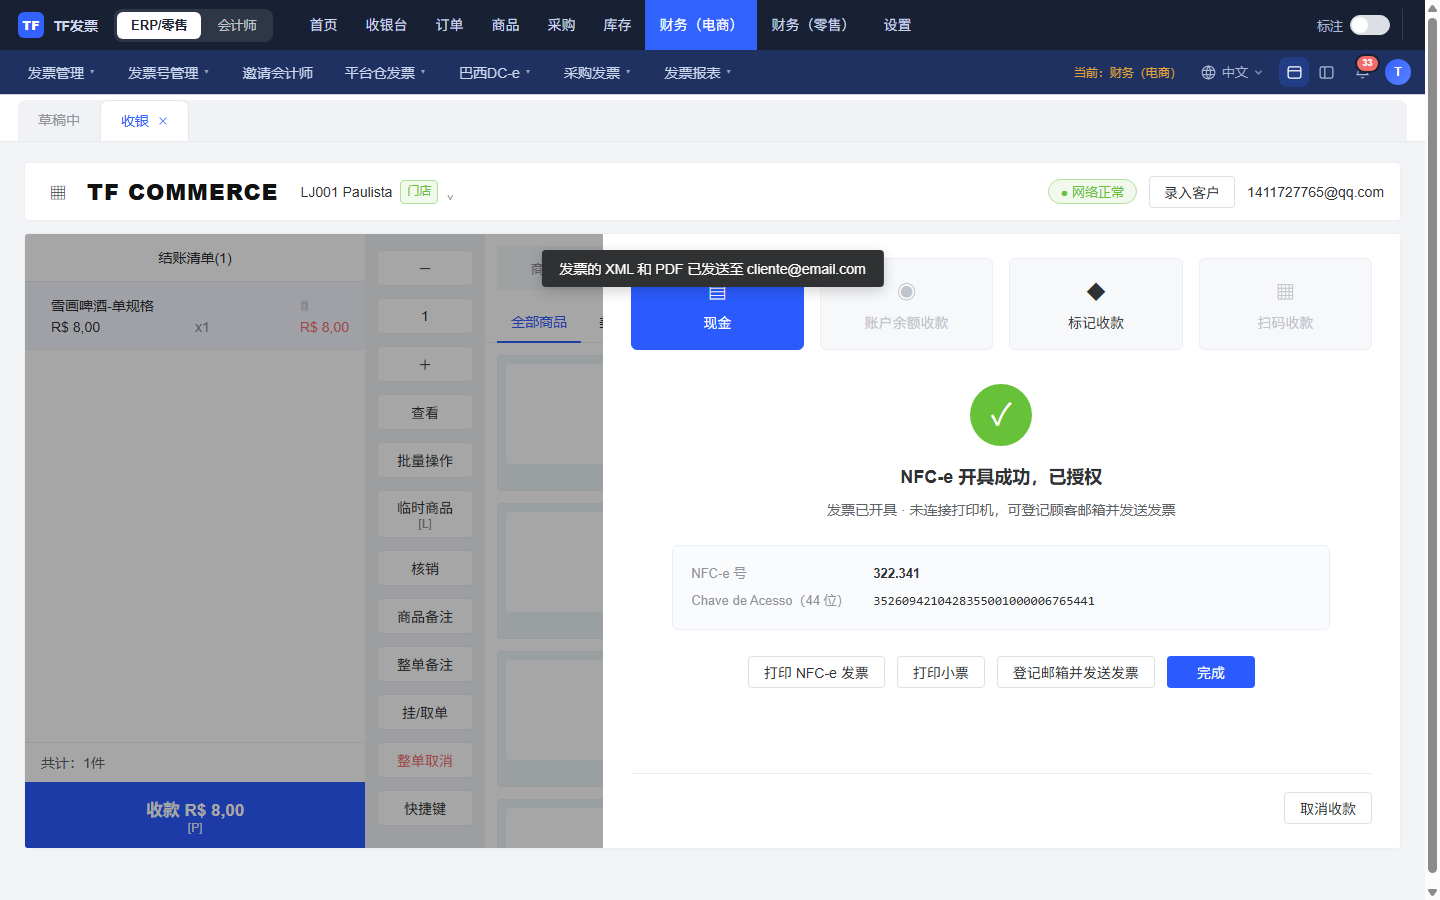 TF TF发票 ERP/零售 会计师 首页 收银台 订单 商品 采购 库存 财务（电商） 财务（零售） 设置 标注
发票管理 发票号管理 邀请会计师 平台仓发票 巴西DC-e 采购发票 发票报表 当前：财务（电商） 中文 33 T
草稿中 收银 ×
TF COMMERCE LJ001 Paulista 门店 网络正常 录入客户 1411727765@qq.com
发票的 XML 和 PDF 已发送至 cliente@email.com
结账清单(1)
雪画啤酒-单规格
R$ 8,00 x1 R$ 8,00
共计：1件
收款 R$ 8,00
[P]
—
1
+
查看
批量操作
临时商品
[L]
核销
商品备注
整单备注
挂/取单
整单取消
快捷键
商
全部商品
现金 账户余额收款 标记收款 扫码收款
NFC-e 开具成功，已授权
发票已开具 · 未连接打印机，可登记顾客邮箱并发送发票
NFC-e 号 322.341
Chave de Acesso（44 位） 3526094210428355001000006765441
打印 NFC-e 发票 打印小票 登记邮箱并发送发票 完成
取消收款